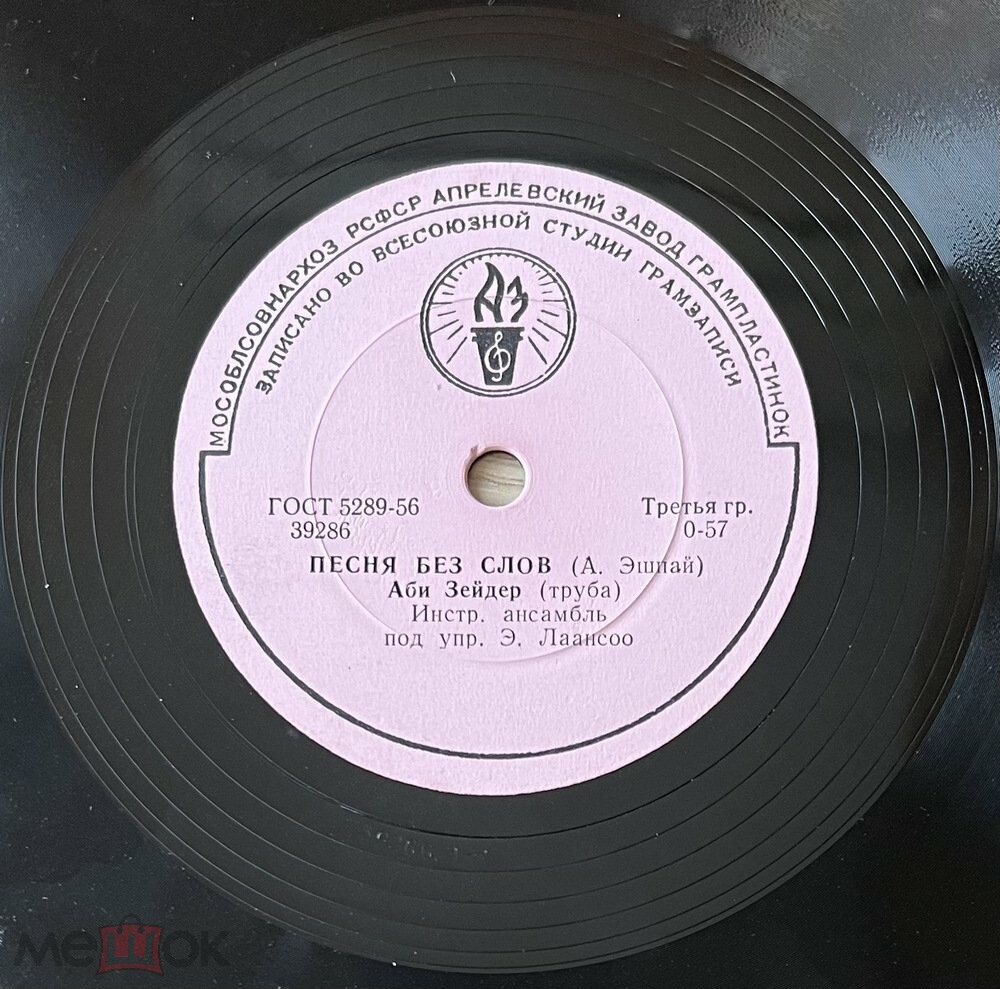 МОСОБЛСОВНАРХОЗ РСФСР АПРЕЛЕВСКИЙ ЗАВОД ГРАМПЛАСТИНОК
ЗАПИСАНО ВО ВСЕСОЮЗНОЙ СТУДИИ ГРАМЗАПИСИ
АЗ
ГОСТ 5289-56
39286
Третья гр.
0-57
ПЕСНЯ БЕЗ СЛОВ (А. Эшпай)
Аби Зейдер (труба)
Инстр. ансамбль
под упр. Э. Лаансоо
мешок